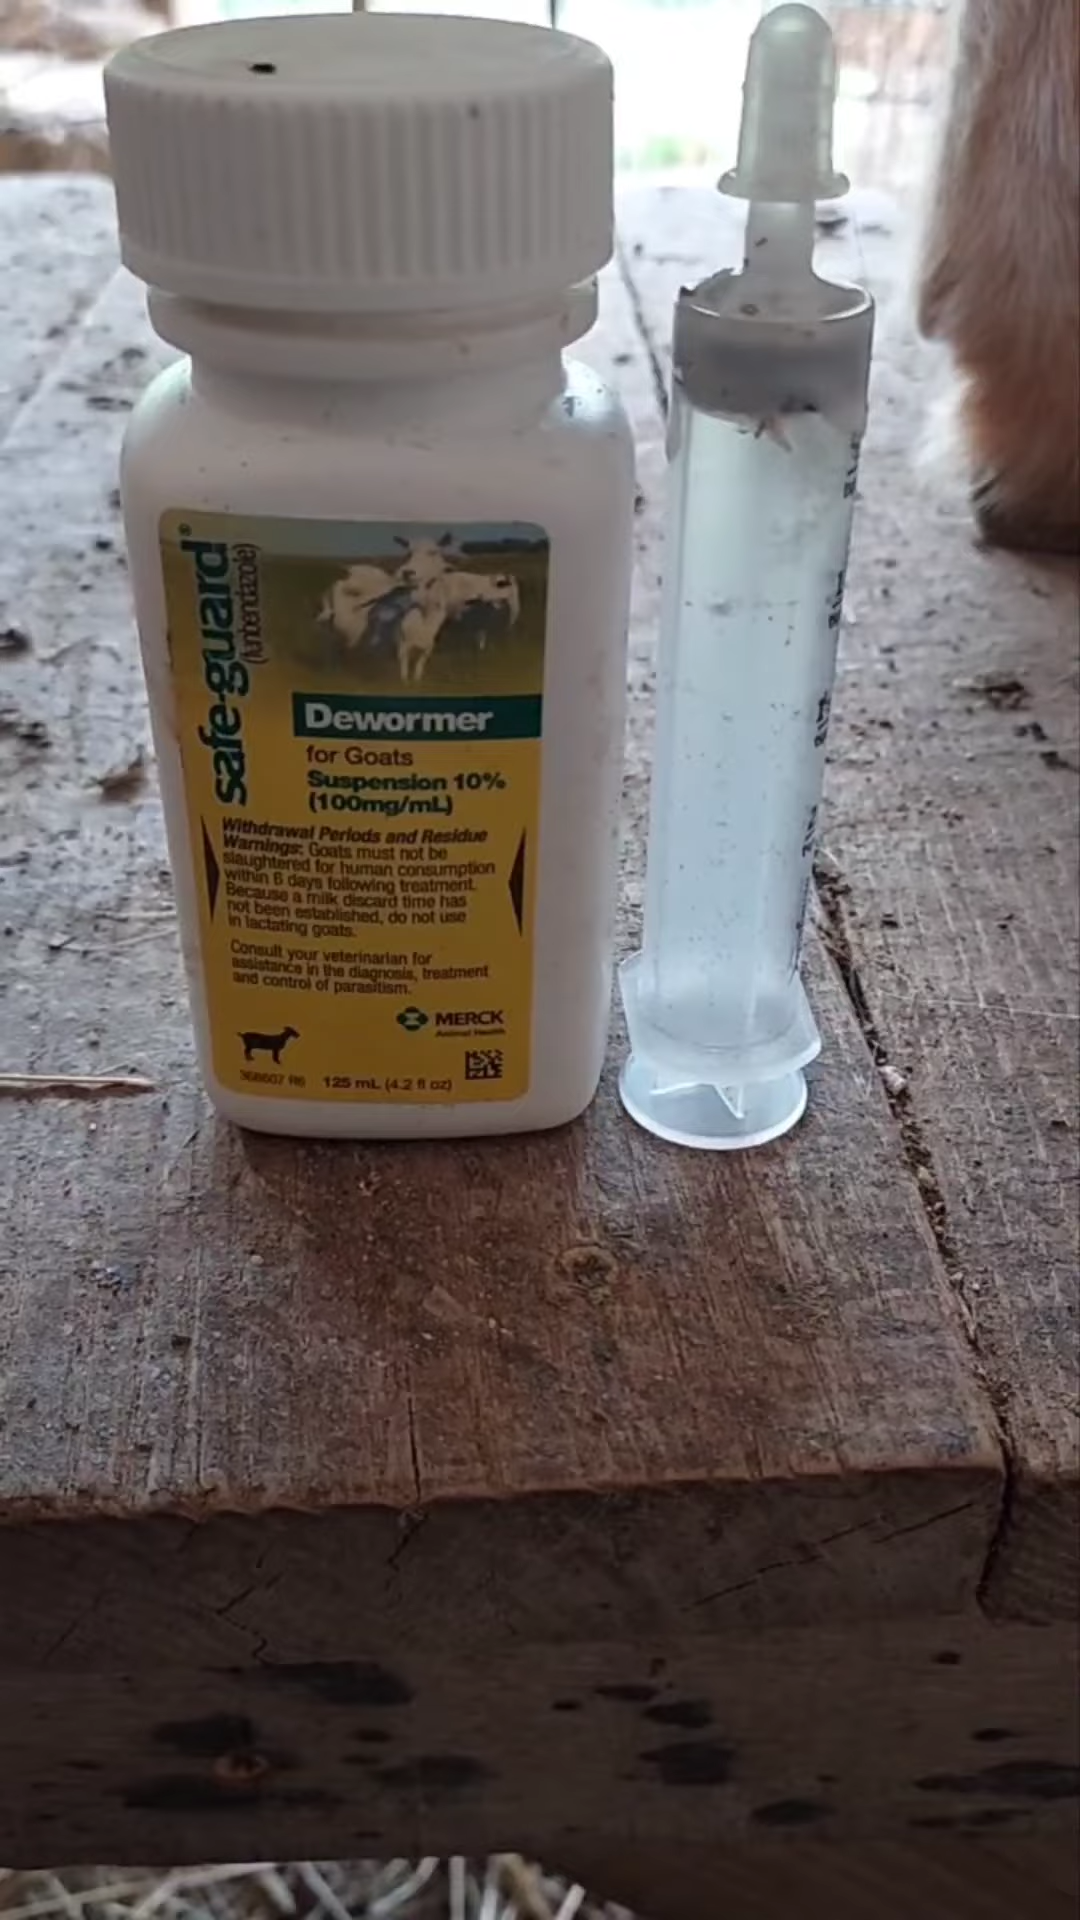 safe-guard®
(fenbendazole)
Dewormer
for Goats
Suspension 10%
(100mg/mL)
Withdrawal Periods and Residue
Warnings: Goats must not be
slaughtered for human consumption
within 6 days following treatment.
Because a milk discard time has
not been established, do not use
in lactating goats.
Consult your veterinarian for
assistance in the diagnosis, treatment
and control of parasitism.
MERCK
Animal Health
125 mL (4.2 fl oz)